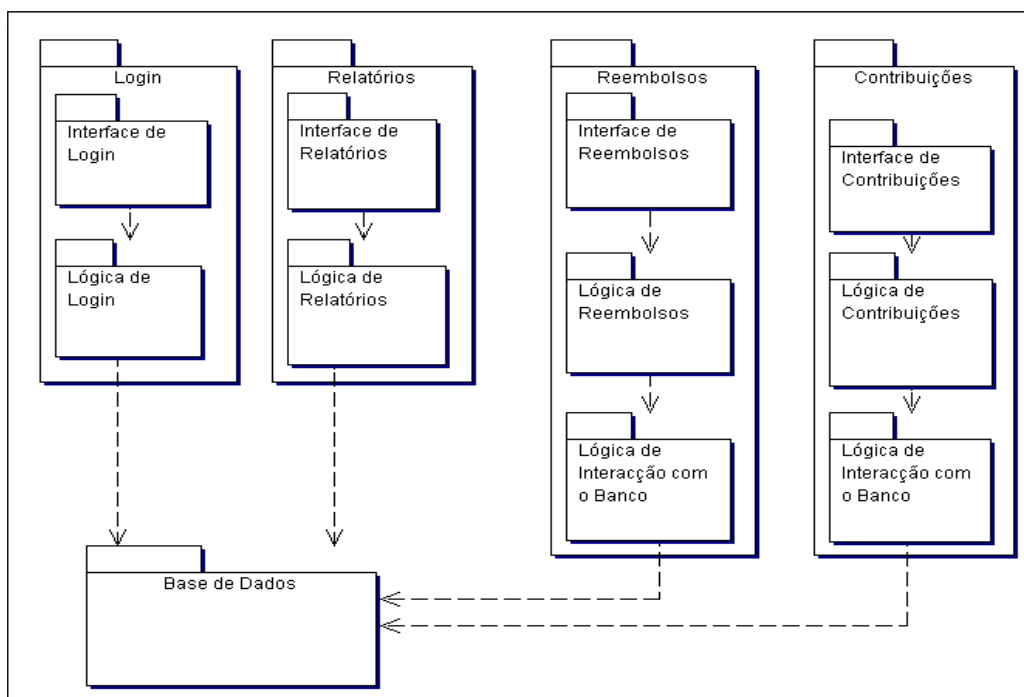 Login
Interface de
Login
Lógica de
Login
Relatórios
Interface de
Relatórios
Lógica de
Relatórios
Reembolsos
Interface de
Reembolsos
Lógica de
Reembolsos
Lógica de
Interacção com
o Banco
Contribuições
Interface de
Contribuições
Lógica de
Contribuições
Lógica de
Interacção com
o Banco
Base de Dados